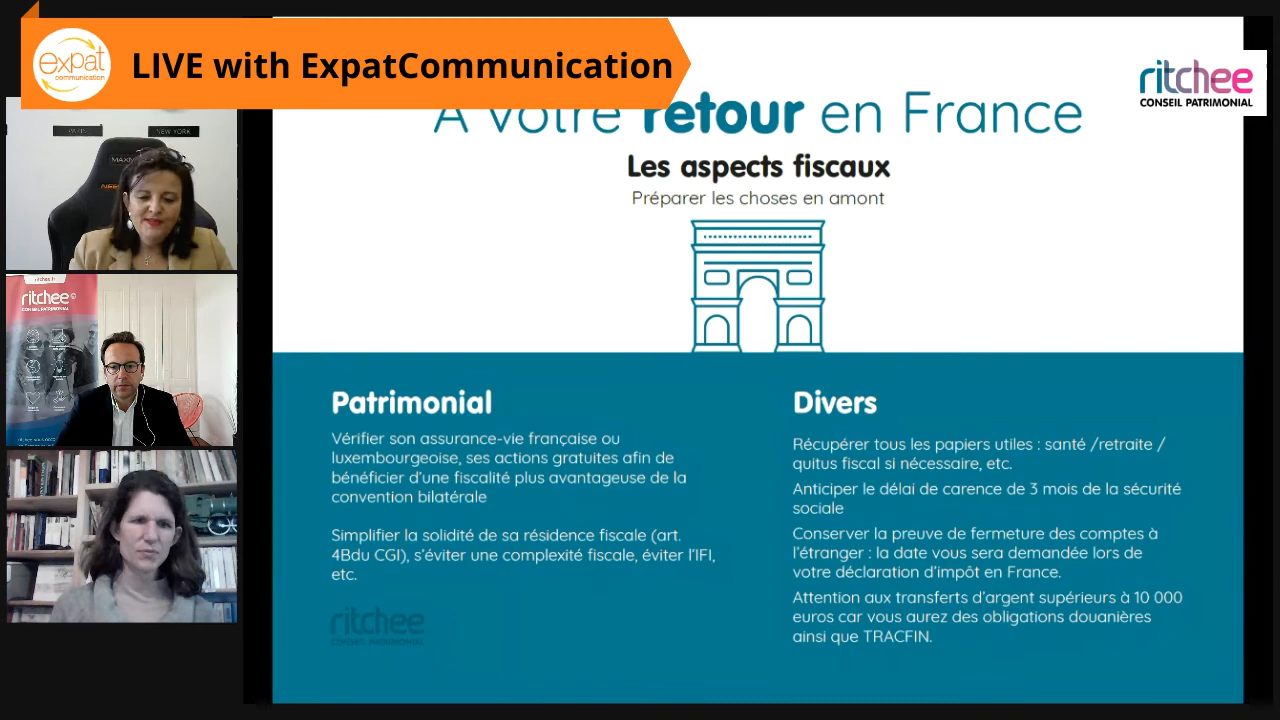 expat
communication
LIVE with ExpatCommunication
ritchee
CONSEIL PATRIMONIAL
À votre retour en France
Les aspects fiscaux
Préparer les choses en amont
PARIS
NEW YORK
ritchee
CONSEIL PATRIMONIAL
Patrimonial
Vérifier son assurance-vie française ou
luxembourgeoise, ses actions gratuites afin de
bénéficier d'une fiscalité plus avantageuse de la
convention bilatérale
Simplifier la solidité de sa résidence fiscale (art.
4Bdu CGI), s'éviter une complexité fiscale, éviter l'IFI,
etc.
ritchee
CONSEIL PATRIMONIAL
Divers
Récupérer tous les papiers utiles : santé /retraite /
quitus fiscal si nécessaire, etc.
Anticiper le délai de carence de 3 mois de la sécurité
sociale
Conserver la preuve de fermeture des comptes à
l'étranger : la date vous sera demandée lors de
votre déclaration d'impôt en France.
Attention aux transferts d'argent supérieurs à 10 000
euros car vous aurez des obligations douanières
ainsi que TRACFIN.